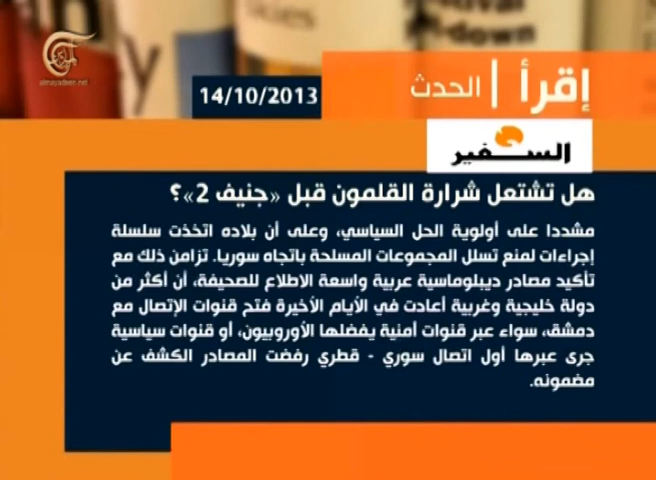 almayadeen.net
إقرأ | الحدث
14/10/2013
السفير
هل تشتعل شرارة القلمون قبل «جنيف 2»؟
مشددا على أولوية الحل السياسي، وعلى أن بلاده اتخذت سلسلة
إجراءات لمنع تسلل المجموعات المسلحة باتجاه سوريا. تزامن ذلك مع
تأكيد مصادر ديبلوماسية عربية واسعة الاطلاع للصحيفة، أن أكثر من
دولة خليجية وغربية أعادت في الأيام الأخيرة فتح قنوات الإتصال مع
دمشق، سواء عبر قنوات أمنية يفضلها الأوروبيون، أو قنوات سياسية
جرى عبرها أول اتصال سوري - قطري رفضت المصادر الكشف عن
مضمونه.